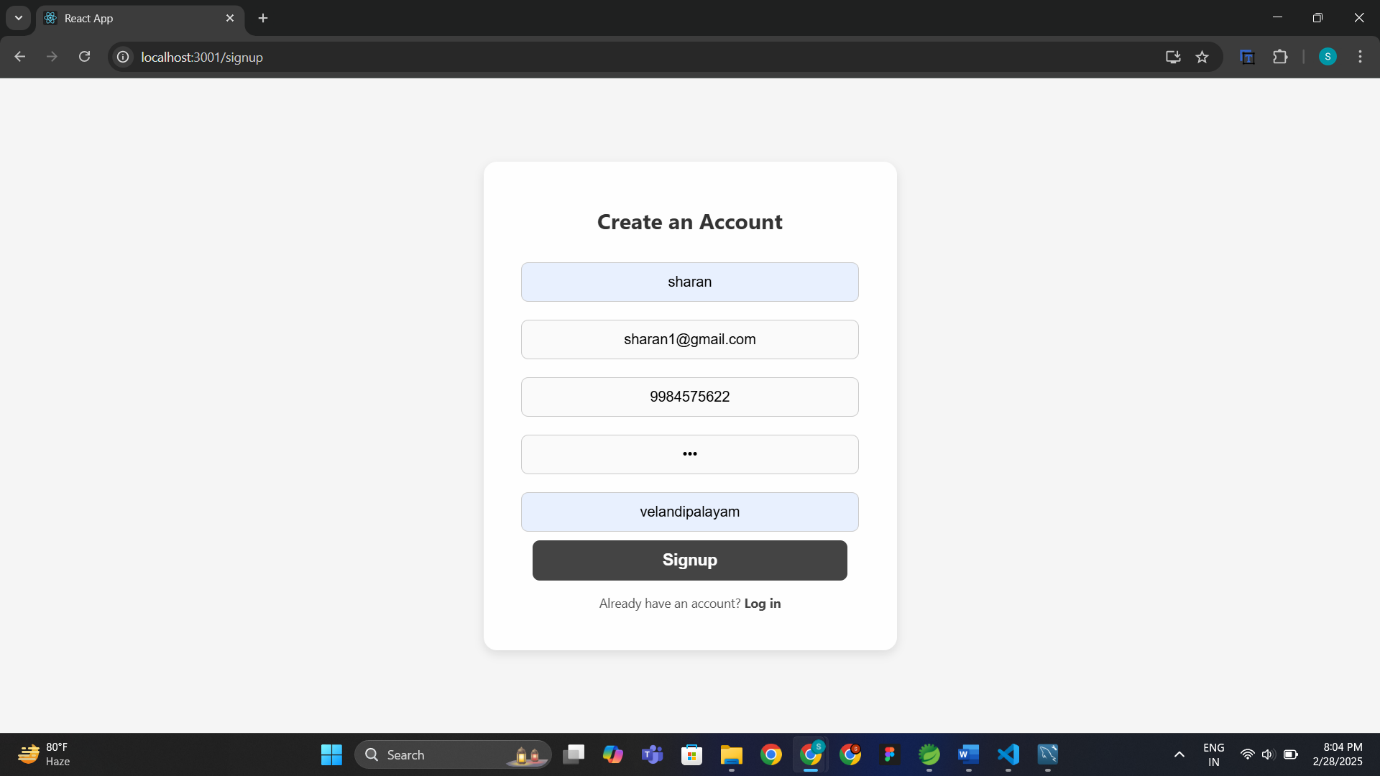 React App
localhost:3001/signup
S
Create an Account
sharan
sharan1@gmail.com
9984575622
•••
velandipalayam
Signup
Already have an account? Log in
80°F
Haze
Search
ENG
IN
8:04 PM
2/28/2025